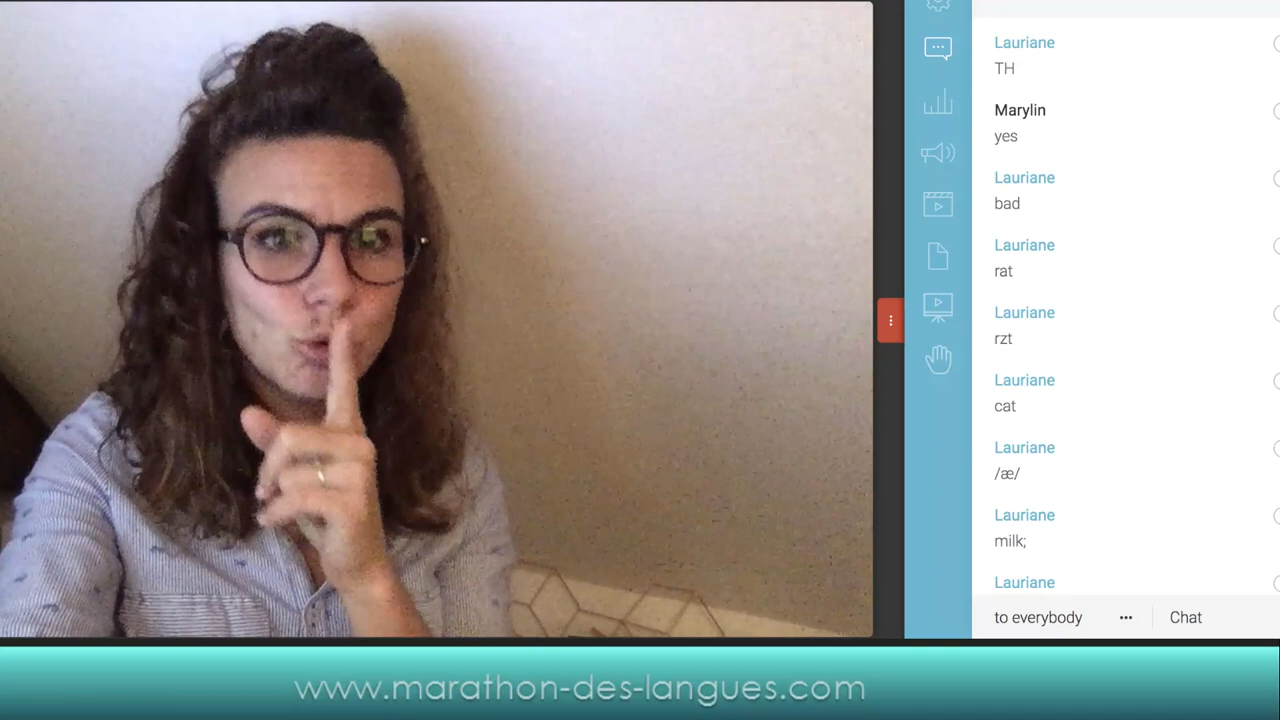 Lauriane
TH
Marylin
yes
Lauriane
bad
Lauriane
rat
Lauriane
rzt
Lauriane
cat
Lauriane
/æ/
Lauriane
milk;
Lauriane
to everybody
Chat
www.marathon-des-langues.com